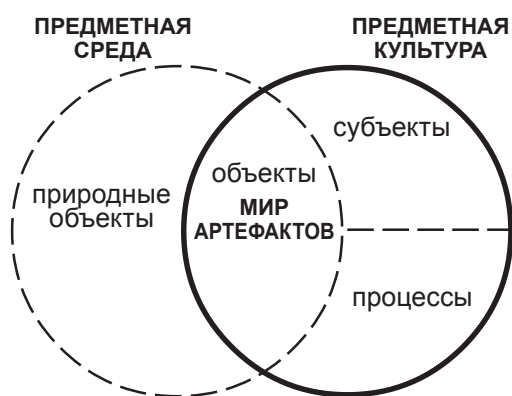 ПРЕДМЕТНАЯ
СРЕДА
ПРЕДМЕТНАЯ
КУЛЬТУРА
природные
объекты
объекты
МИР
АРТЕФАКТОВ
субъекты
процессы